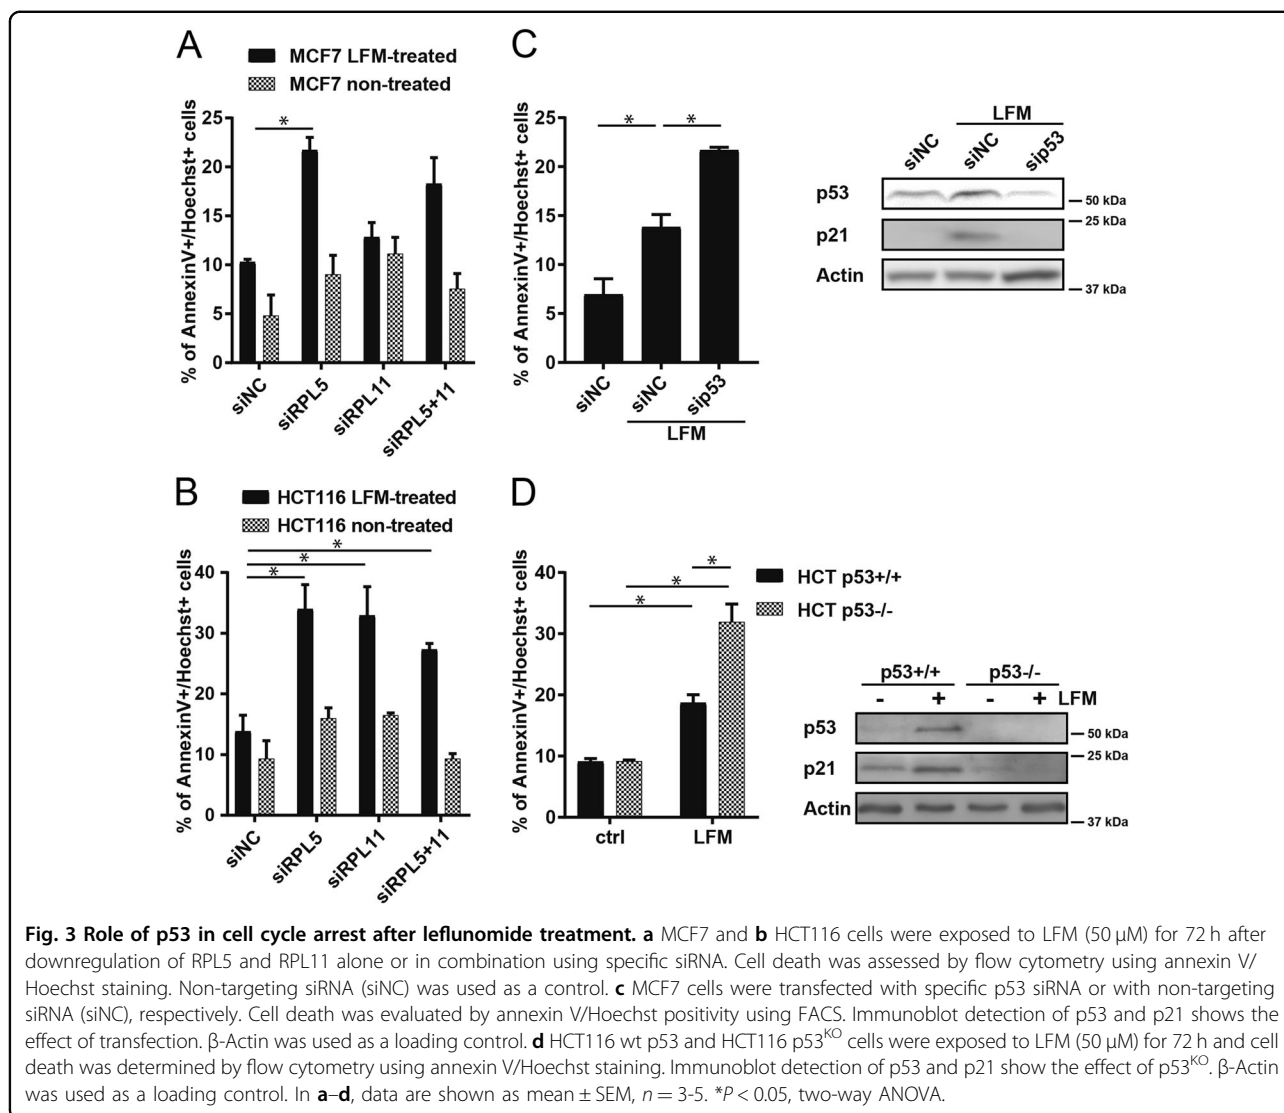 A
MCF7 LFM-treated
MCF7 non-treated
% of AnnexinV+/Hoechst+ cells
25
20
15
10
5
0
*
siNC
siRPL5
siRPL11
siRPL5+11
C
% of AnnexinV+/Hoechst+ cells
25
20
15
10
5
0
* *
siNC
siNC
sip53
LFM
LFM
siNC
siNC
sip53
p53
50 kDa
25 kDa
p21
Actin
37 kDa
B
HCT116 LFM-treated
HCT116 non-treated
% of AnnexinV+/Hoechst+ cells
40
30
20
10
0
*
*
*
siNC
siRPL5
siRPL11
siRPL5+11
D
HCT p53+/+
HCT p53-/-
% of AnnexinV+/Hoechst+ cells
40
30
20
10
0
*
*
*
ctrl
LFM
p53+/+ p53-/-
- + - + LFM
p53
50 kDa
25 kDa
p21
Actin
37 kDa
Fig. 3 Role of p53 in cell cycle arrest after leflunomide treatment. a MCF7 and b HCT116 cells were exposed to LFM (50 µM) for 72 h after
downregulation of RPL5 and RPL11 alone or in combination using specific siRNA. Cell death was assessed by flow cytometry using annexin V/
Hoechst staining. Non-targeting siRNA (siNC) was used as a control. c MCF7 cells were transfected with specific p53 siRNA or with non-targeting
siRNA (siNC), respectively. Cell death was evaluated by annexin V/Hoechst positivity using FACS. Immunoblot detection of p53 and p21 shows the
effect of transfection. β-Actin was used as a loading control. d HCT116 wt p53 and HCT116 p53KO cells were exposed to LFM (50 µM) for 72 h and cell
death was determined by flow cytometry using annexin V/Hoechst staining. Immunoblot detection of p53 and p21 show the effect of p53KO. β-Actin
was used as a loading control. In a–d, data are shown as mean ± SEM, n = 3-5. *P < 0.05, two-way ANOVA.